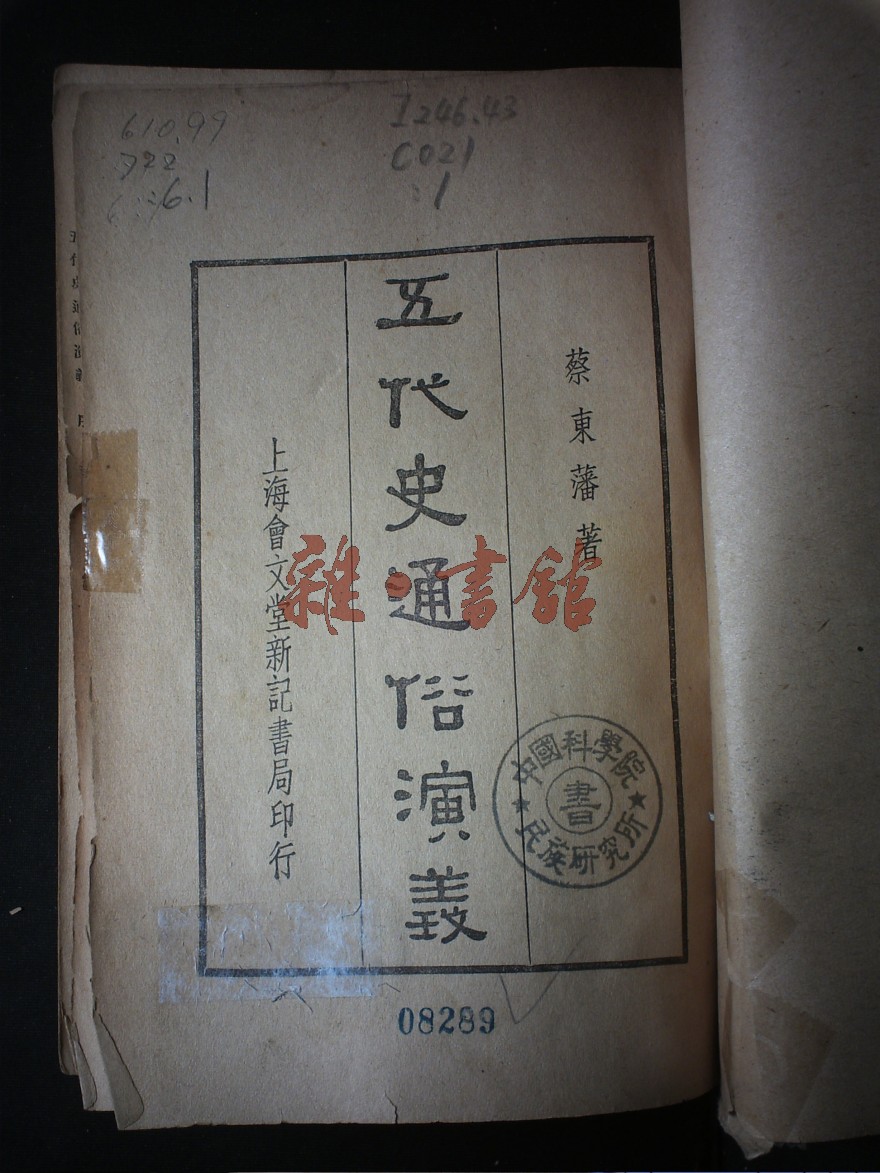 610.99
722
6.1
I246.43
C021
:1
蔡東藩著
五代史通俗演義
上海會文堂新記書局印行
雜·書館
中國科學院
民族研究所
書
08289